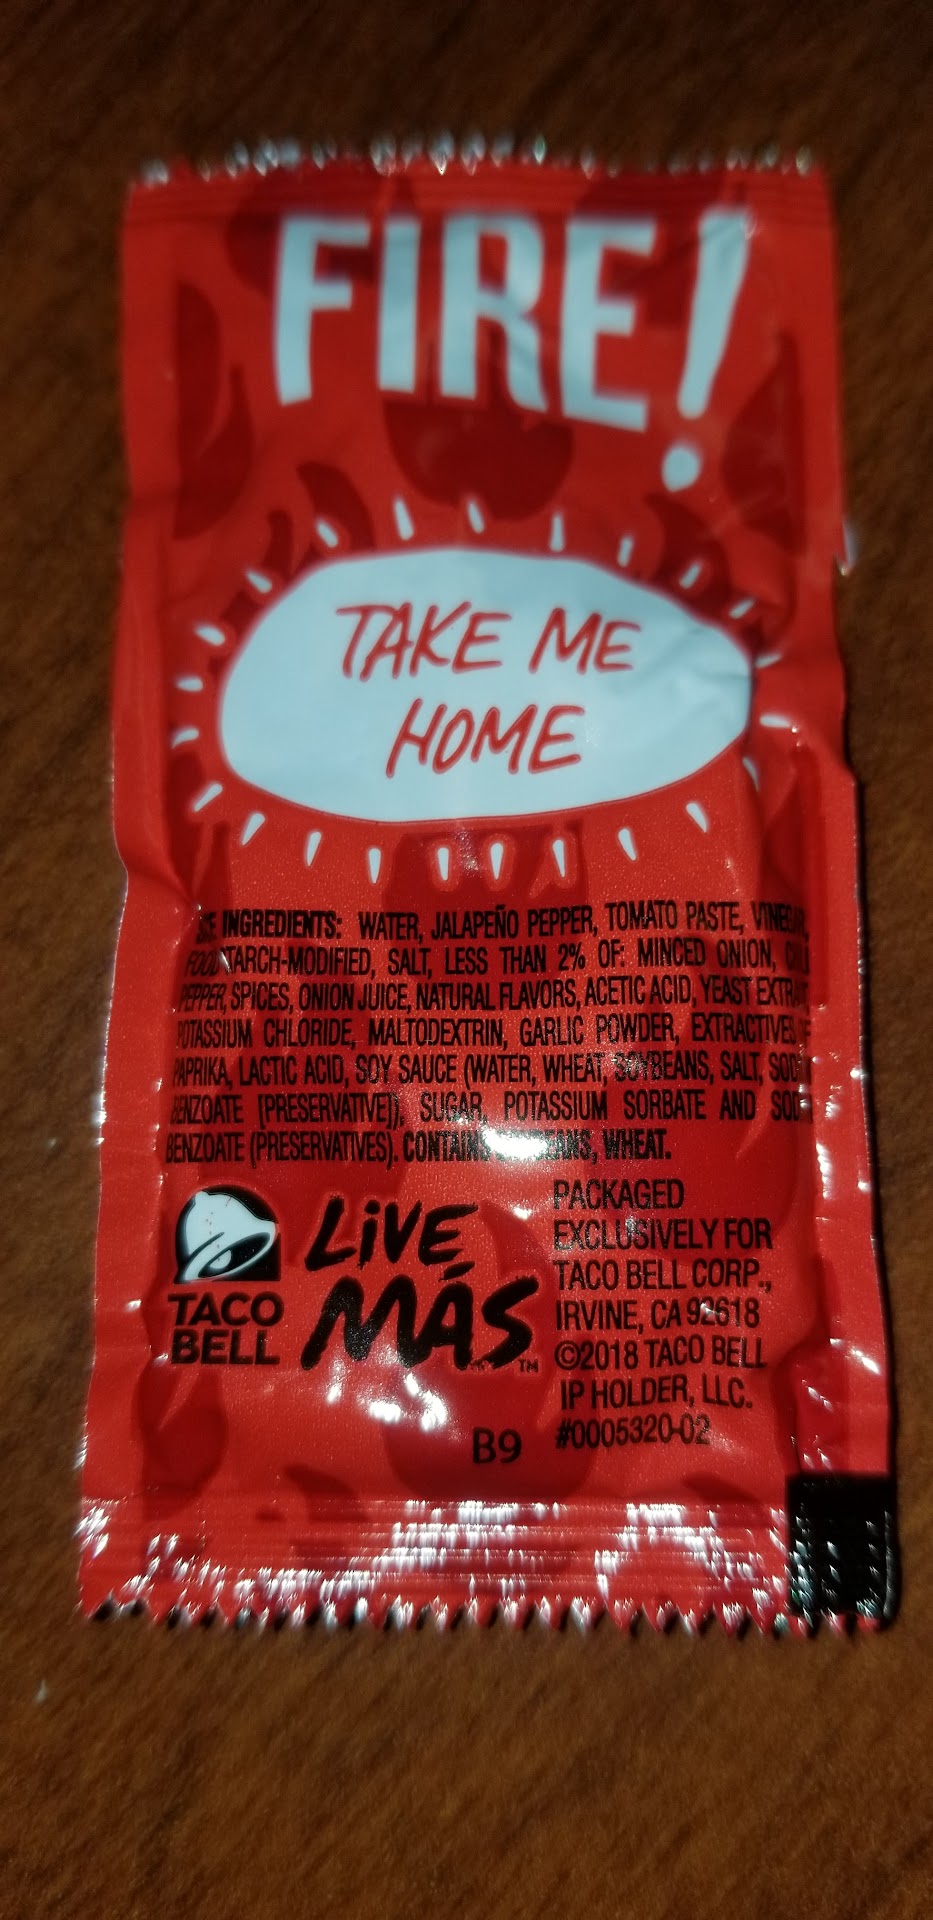 FIRE!
TAKE ME
HOME
INGREDIENTS: WATER, JALAPEÑO PEPPER, TOMATO PASTE,
FOOD STARCH-MODIFIED, SALT, LESS THAN 2% OF: MINCED ONION,
PEPPER, SPICES, ONION JUICE, NATURAL FLAVORS, ACETIC ACID, YEAST
POTASSIUM CHLORIDE, MALTODEXTRIN, GARLIC POWDER, EXTRACTIVES
PAPRIKA, LACTIC ACID, SOY SAUCE (WATER, WHEAT, SOYBEANS, SALT,
BENZOATE [PRESERVATIVE]), SUGAR, POTASSIUM SORBATE AND
BENZOATE (PRESERVATIVES). WHEAT.
TACO
BELL
LIVE
MÁS™
PACKAGED
EXCLUSIVELY FOR
TACO BELL CORP.,
IRVINE, CA 92618
©2018 TACO BELL
IP HOLDER, LLC.
#0005320-02
B9